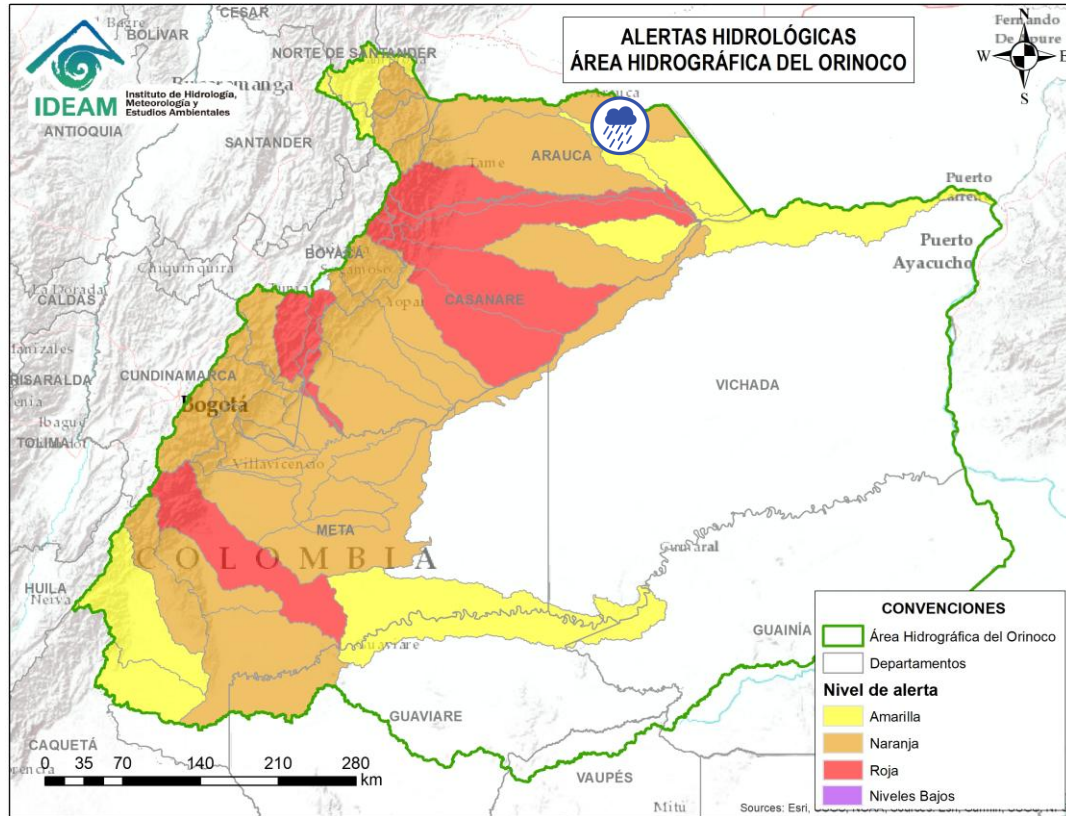 ALERTAS HIDROLÓGICAS
ÁREA HIDROGRÁFICA DEL ORINOCO
N
W
E
S
IDEAM
Instituto de Hidrología,
Meteorología y
Estudios Ambientales
CESAR
BOLÍVAR
NORTE DE SANTANDER
ANTIOQUIA
SANTANDER
ARAUCA
Tame
Puerto
Puerto
Ayacucho
BOYACÁ
Chiquinquira
CALDAS
CASANARE
RISARALDA
CUNDINAMARCA
Bogotá
VICHADA
Ibagué
TOLIMA
Villavicencio
META
COLOMBIA
HUILA
Neiva
GUAINÍA
GUAVIARE
CAQUETÁ
VAUPÉS
Mitú
0 35 70 140 210 280
km
CONVENCIONES
Área Hidrográfica del Orinoco
Departamentos
Nivel de alerta
Amarilla
Naranja
Roja
Niveles Bajos
Sources: Esri,